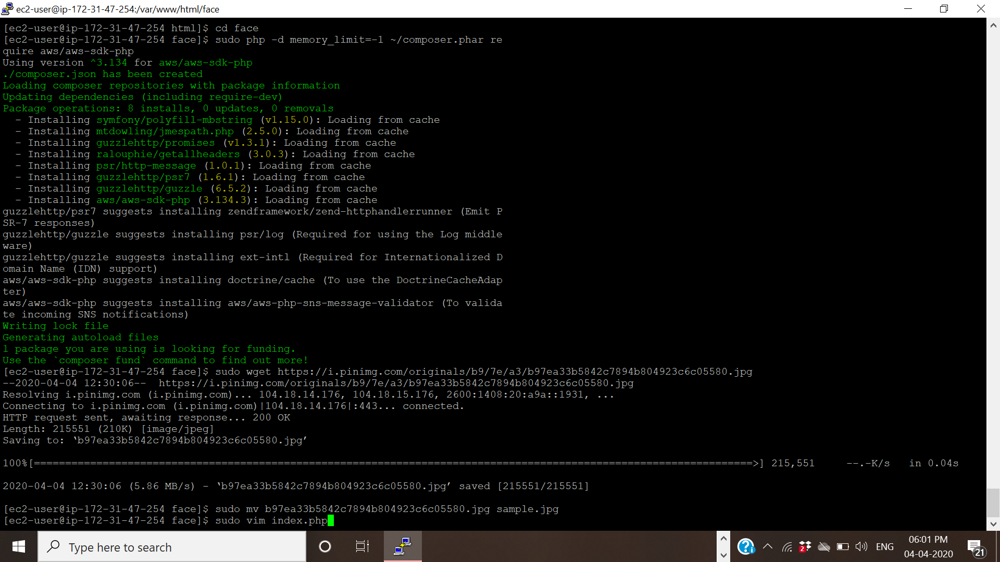 ec2-user@ip-172-31-47-254:/var/www/html/face
[ec2-user@ip-172-31-47-254 html]$ cd face
[ec2-user@ip-172-31-47-254 face]$ sudo php -d memory_limit=-1 ~/composer.phar re
quire aws/aws-sdk-php
Using version ^3.134 for aws/aws-sdk-php
./composer.json has been created
Loading composer repositories with package information
Updating dependencies (including require-dev)
Package operations: 8 installs, 0 updates, 0 removals
  - Installing symfony/polyfill-mbstring (v1.15.0): Loading from cache
  - Installing mtdowling/jmespath.php (2.5.0): Loading from cache
  - Installing guzzlehttp/promises (v1.3.1): Loading from cache
  - Installing ralouphie/getallheaders (3.0.3): Loading from cache
  - Installing psr/http-message (1.0.1): Loading from cache
  - Installing guzzlehttp/psr7 (1.6.1): Loading from cache
  - Installing guzzlehttp/guzzle (6.5.2): Loading from cache
  - Installing aws/aws-sdk-php (3.134.3): Loading from cache
guzzlehttp/psr7 suggests installing zendframework/zend-httphandlerrunner (Emit P
SR-7 responses)
guzzlehttp/guzzle suggests installing psr/log (Required for using the Log middle
ware)
guzzlehttp/guzzle suggests installing ext-intl (Required for Internationalized D
omain Name (IDN) support)
aws/aws-sdk-php suggests installing doctrine/cache (To use the DoctrineCacheAdap
ter)
aws/aws-sdk-php suggests installing aws/aws-php-sns-message-validator (To valida
te incoming SNS notifications)
Writing lock file
Generating autoload files
1 package you are using is looking for funding.
Use the `composer fund` command to find out more!
[ec2-user@ip-172-31-47-254 face]$ sudo wget https://i.pinimg.com/originals/b9/7e/a3/b97ea33b5842c7894b804923c6c05580.jpg
--2020-04-04 12:30:06--  https://i.pinimg.com/originals/b9/7e/a3/b97ea33b5842c7894b804923c6c05580.jpg
Resolving i.pinimg.com (i.pinimg.com)... 104.18.14.176, 104.18.15.176, 2600:1408:20:a9a::1931, ...
Connecting to i.pinimg.com (i.pinimg.com)|104.18.14.176|:443... connected.
HTTP request sent, awaiting response... 200 OK
Length: 215551 (210K) [image/jpeg]
Saving to: ‘b97ea33b5842c7894b804923c6c05580.jpg’
100%[===================================================================================================================>] 215,551     --.-K/s   in 0.04s
2020-04-04 12:30:06 (5.86 MB/s) - ‘b97ea33b5842c7894b804923c6c05580.jpg’ saved [215551/215551]
[ec2-user@ip-172-31-47-254 face]$ sudo mv b97ea33b5842c7894b804923c6c05580.jpg sample.jpg
[ec2-user@ip-172-31-47-254 face]$ sudo vim index.php
Type here to search
2
ENG
06:01 PM
04-04-2020
21